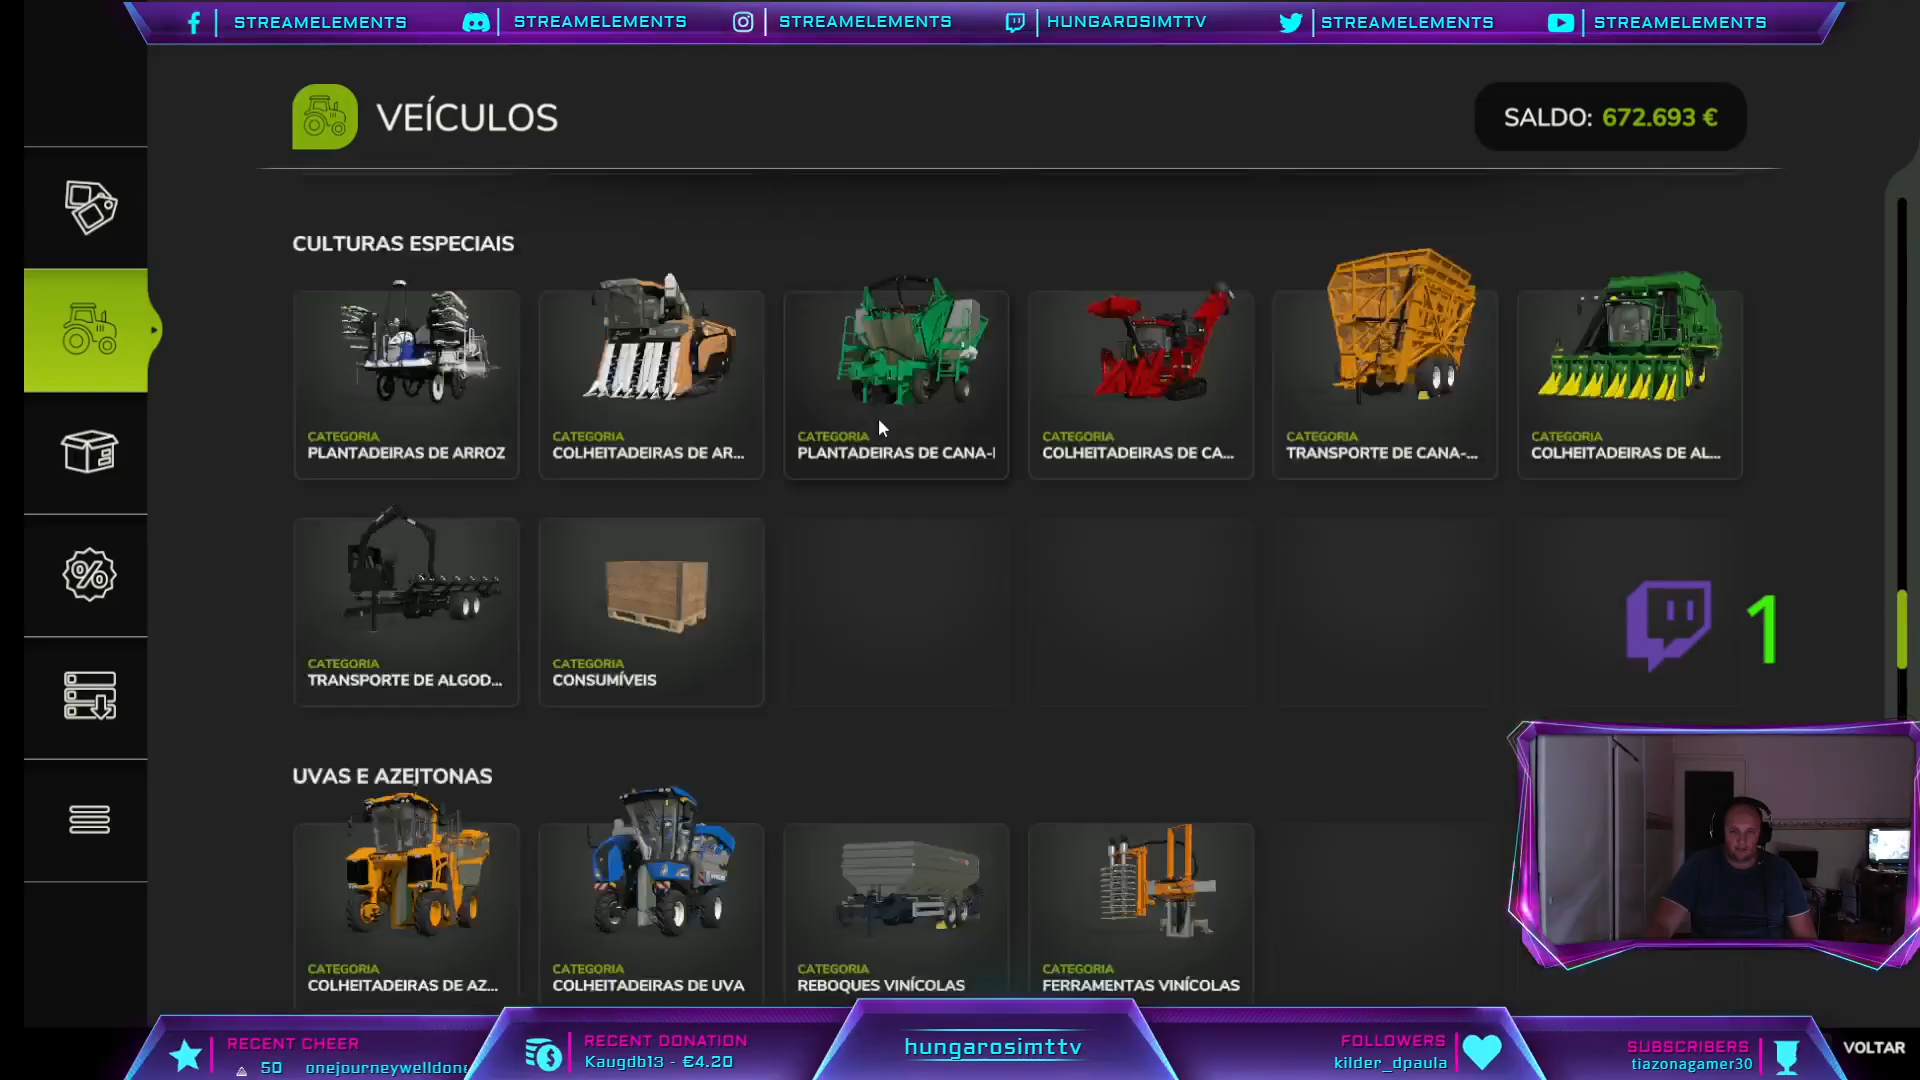 STREAMELEMENTS
STREAMELEMENTS
STREAMELEMENTS
HUNGAROSIMTTV
STREAMELEMENTS
STREAMELEMENTS
VEÍCULOS
SALDO: 672.693 €
CULTURAS ESPECIAIS
CATEGORIA
PLANTADEIRAS DE ARROZ
CATEGORIA
COLHEITADEIRAS DE AR...
CATEGORIA
PLANTADEIRAS DE CANA-
CATEGORIA
COLHEITADEIRAS DE CA...
CATEGORIA
TRANSPORTE DE CANA-...
CATEGORIA
COLHEITADEIRAS DE AL...
CATEGORIA
TRANSPORTE DE ALGOD...
CATEGORIA
CONSUMÍVEIS
1
UVAS E AZEITONAS
CATEGORIA
COLHEITADEIRAS DE AZ...
CATEGORIA
COLHEITADEIRAS DE UVA
CATEGORIA
REBOQUES VINÍCOLAS
CATEGORIA
FERRAMENTAS VINÍCOLAS
RECENT CHEER
50 onejourneywelldone
RECENT DONATION
Kaugdb13 - €4.20
hungarosimttv
FOLLOWERS
kilder_dpaula
SUBSCRIBERS
tiazonagamer30
VOLTAR